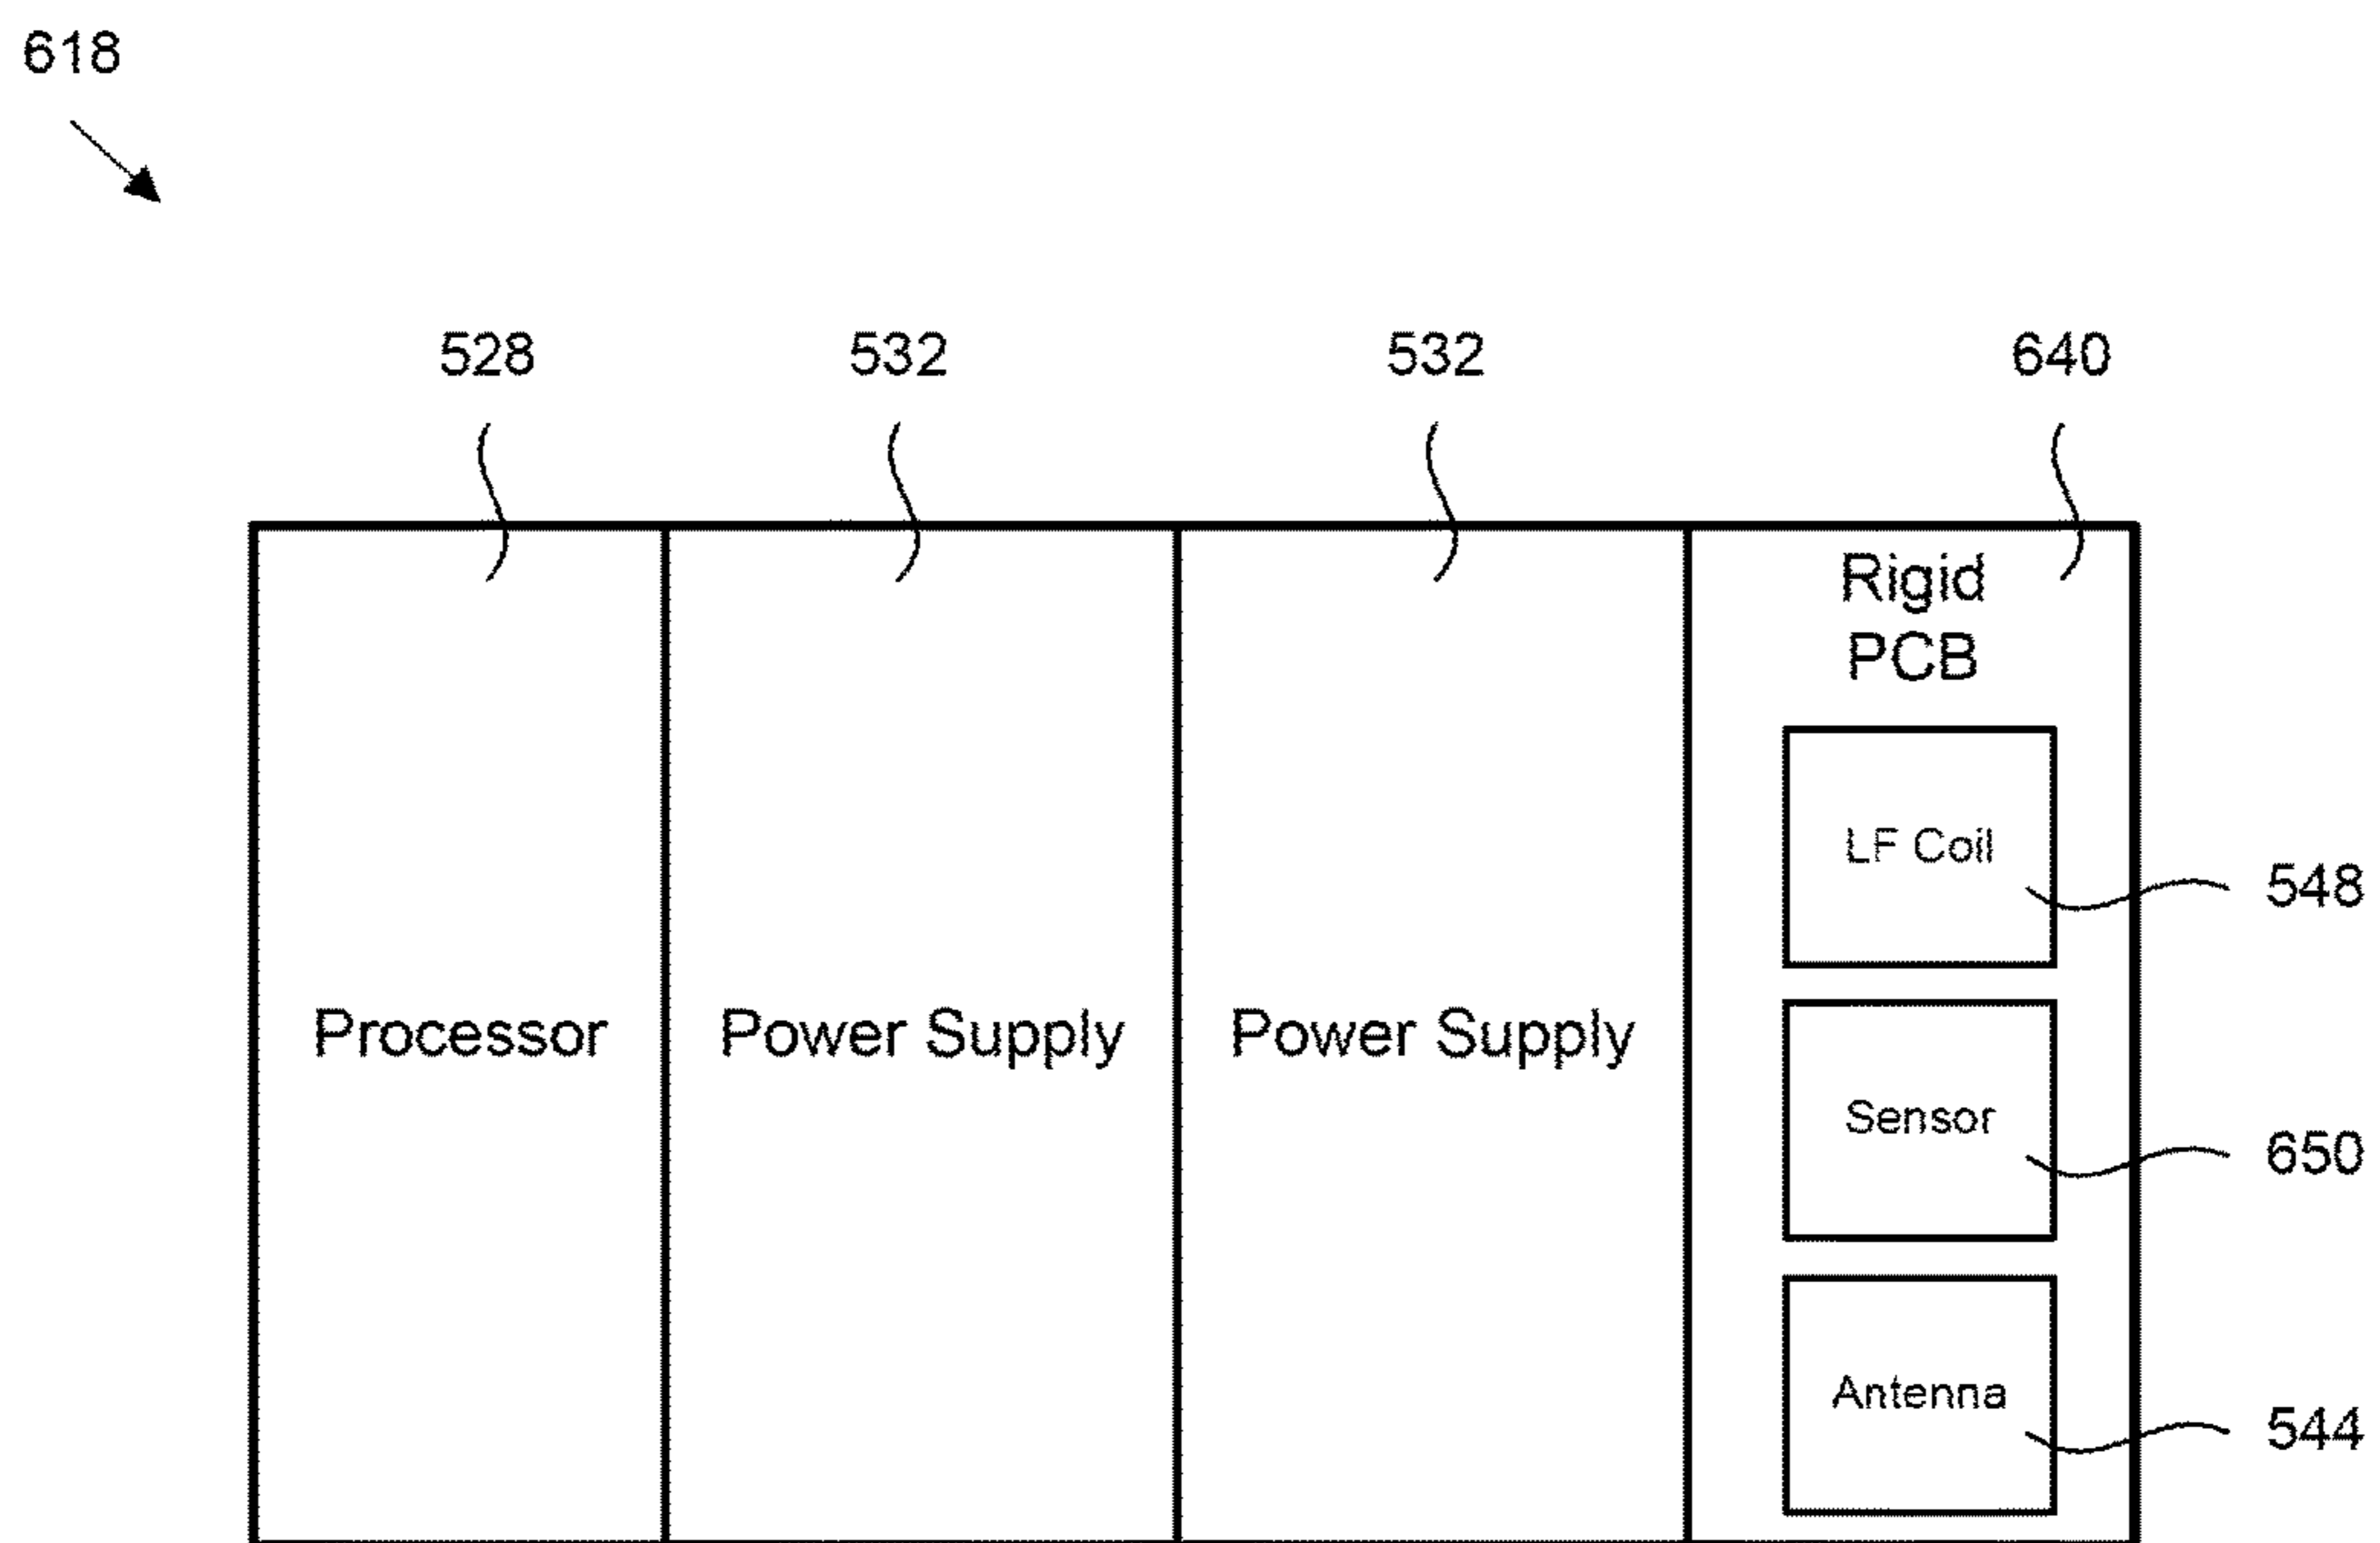 618
528 532 532 640
Rigid
PCB
LF Coil
548
Processor Power Supply Power Supply
Sensor
650
Antenna
544